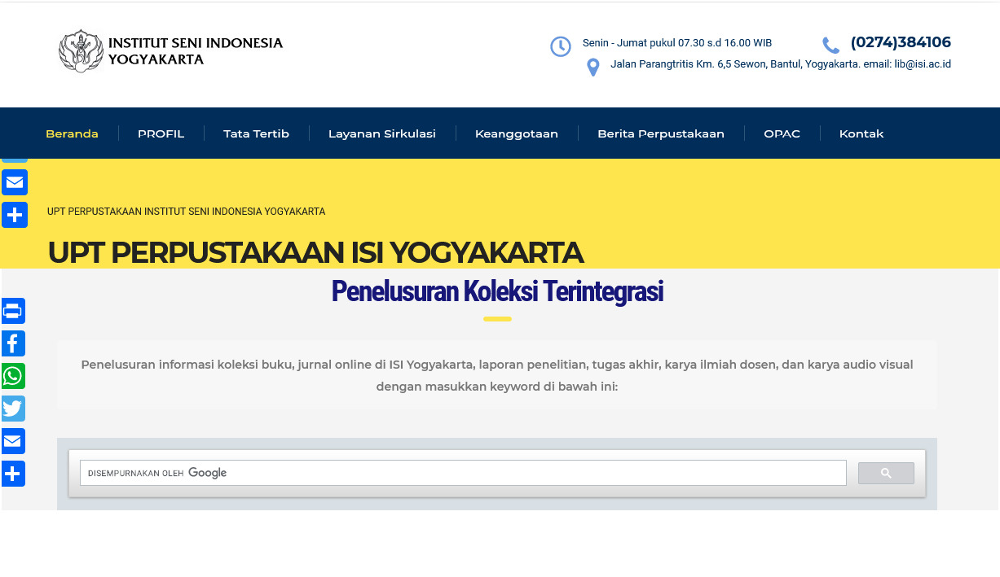 INSTITUT SENI INDONESIA
YOGYAKARTA
Senin - Jumat pukul 07.30 s.d 16.00 WIB
(0274)384106
Jalan Parangtritis Km. 6,5 Sewon, Bantul, Yogyakarta. email: lib@isi.ac.id
Beranda PROFIL Tata Tertib Layanan Sirkulasi Keanggotaan Berita Perpustakaan OPAC Kontak
UPT PERPUSTAKAAN INSTITUT SENI INDONESIA YOGYAKARTA
UPT PERPUSTAKAAN ISI YOGYAKARTA
Penelusuran Koleksi Terintegrasi
Penelusuran informasi koleksi buku, jurnal online di ISI Yogyakarta, laporan penelitian, tugas akhir, karya ilmiah dosen, dan karya audio visual
dengan masukkan keyword di bawah ini:
DISEMPURNAKAN OLEH Google